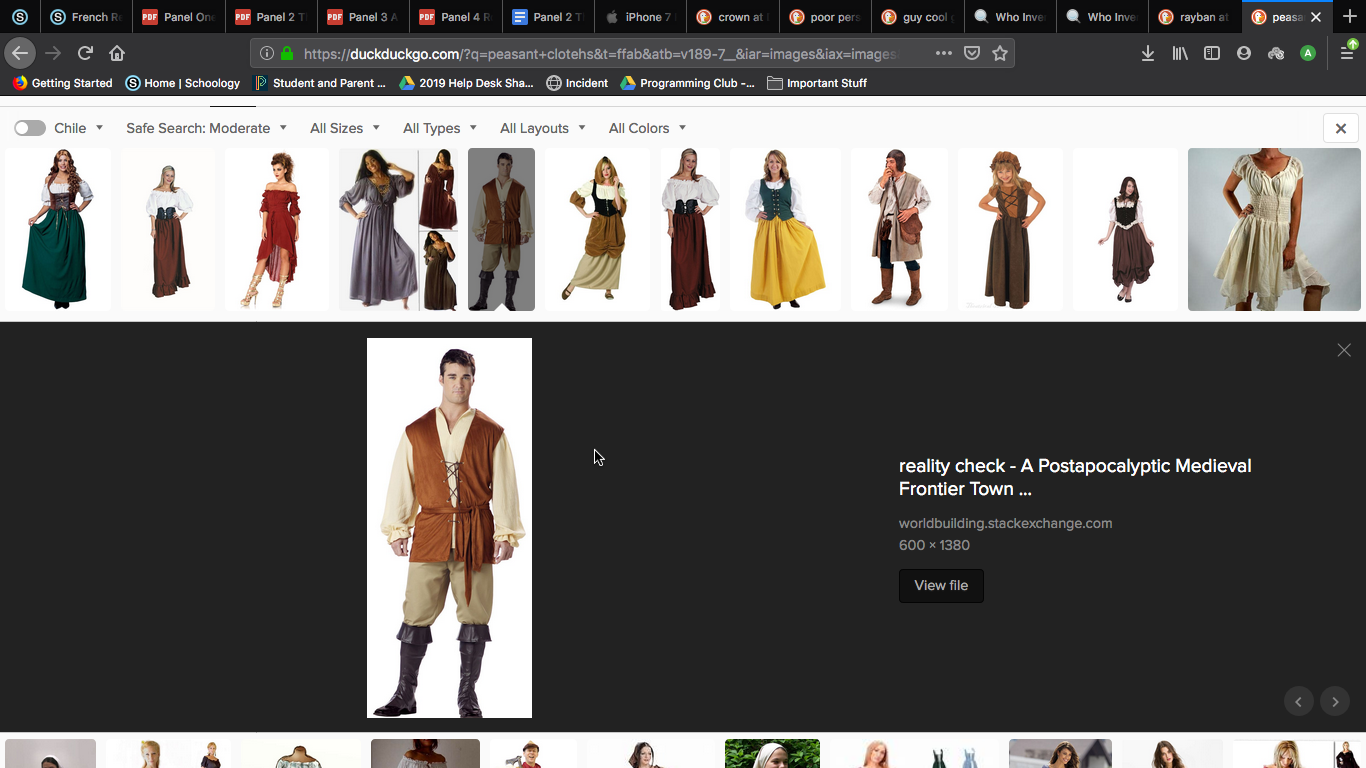 French Re
Panel One
Panel 2 T
Panel 3 A
Panel 4 R
Panel 2 T
iPhone 7
crown at
poor pers
guy cool
Who Inve
Who Inve
rayban at
peasa
https://duckduckgo.com/?q=peasant+clotehs&t=ffab&atb=v189-7__&iar=images&iax=images
A
Getting Started
Home | Schoology
Student and Parent ...
2019 Help Desk Sha...
Incident
Programming Club -...
Important Stuff
Chile
Safe Search: Moderate
All Sizes
All Types
All Layouts
All Colors
reality check - A Postapocalyptic Medieval
Frontier Town ...
worldbuilding.stackexchange.com
600 × 1380
View file